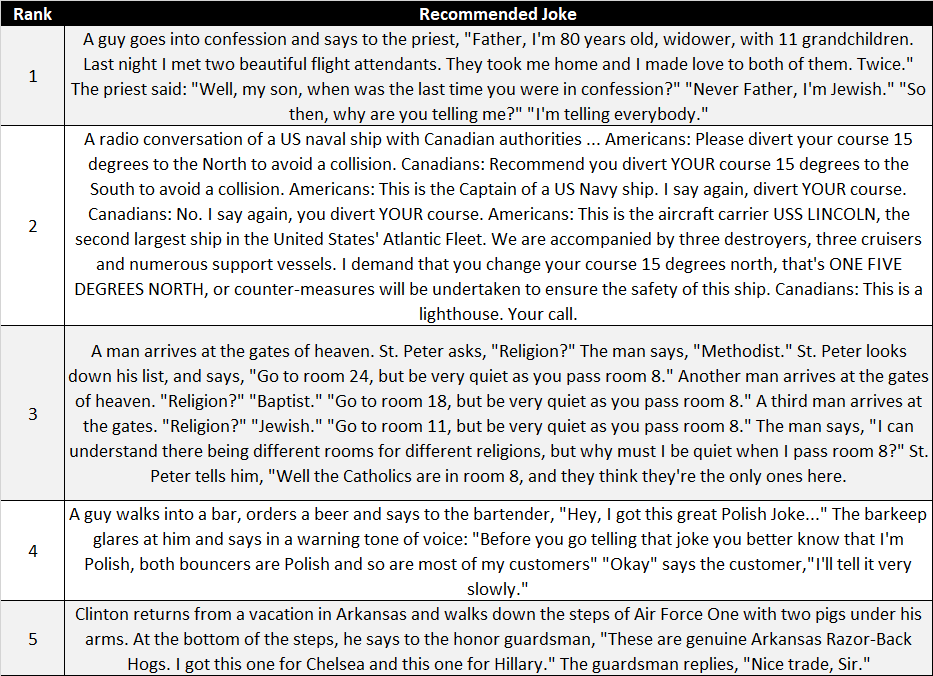 Rank Recommended Joke
A guy goes into confession and says to the priest, "Father, I'm 80 years old, widower, with 11 grandchildren.
Last night I met two beautiful flight attendants. They took me home and I made love to both of them. Twice."
1 The priest said: "Well, my son, when was the last time you were in confession?" "Never Father, I'm Jewish." "So
then, why are you telling me?" "I'm telling everybody."
A radio conversation of a US naval ship with Canadian authorities ... Americans: Please divert your course 15
degrees to the North to avoid a collision. Canadians: Recommend you divert YOUR course 15 degrees to the
South to avoid a collision. Americans: This is the Captain of a US Navy ship. I say again, divert YOUR course.
Canadians: No. I say again, you divert YOUR course. Americans: This is the aircraft carrier USS LINCOLN, the
2 second largest ship in the United States' Atlantic Fleet. We are accompanied by three destroyers, three cruisers
and numerous support vessels. I demand that you change your course 15 degrees north, that's ONE FIVE
DEGREES NORTH, or counter-measures will be undertaken to ensure the safety of this ship. Canadians: This is a
lighthouse. Your call.
A man arrives at the gates of heaven. St. Peter asks, "Religion?" The man says, "Methodist." St. Peter looks
down his list, and says, "Go to room 24, but be very quiet as you pass room 8." Another man arrives at the gates
of heaven. "Religion?" "Baptist." "Go to room 18, but be very quiet as you pass room 8." A third man arrives at
3 the gates. "Religion?" "Jewish." "Go to room 11, but be very quiet as you pass room 8." The man says, "I can
understand there being different rooms for different religions, but why must I be quiet when I pass room 8?" St.
Peter tells him, "Well the Catholics are in room 8, and they think they're the only ones here.
A guy walks into a bar, orders a beer and says to the bartender, "Hey, I got this great Polish Joke..." The barkeep
glares at him and says in a warning tone of voice: "Before you go telling that joke you better know that I'm
4 Polish, both bouncers are Polish and so are most of my customers" "Okay" says the customer,"I'll tell it very
slowly."
Clinton returns from a vacation in Arkansas and walks down the steps of Air Force One with two pigs under his
5 arms. At the bottom of the steps, he says to the honor guardsman, "These are genuine Arkansas Razor-Back
Hogs. I got this one for Chelsea and this one for Hillary." The guardsman replies, "Nice trade, Sir."